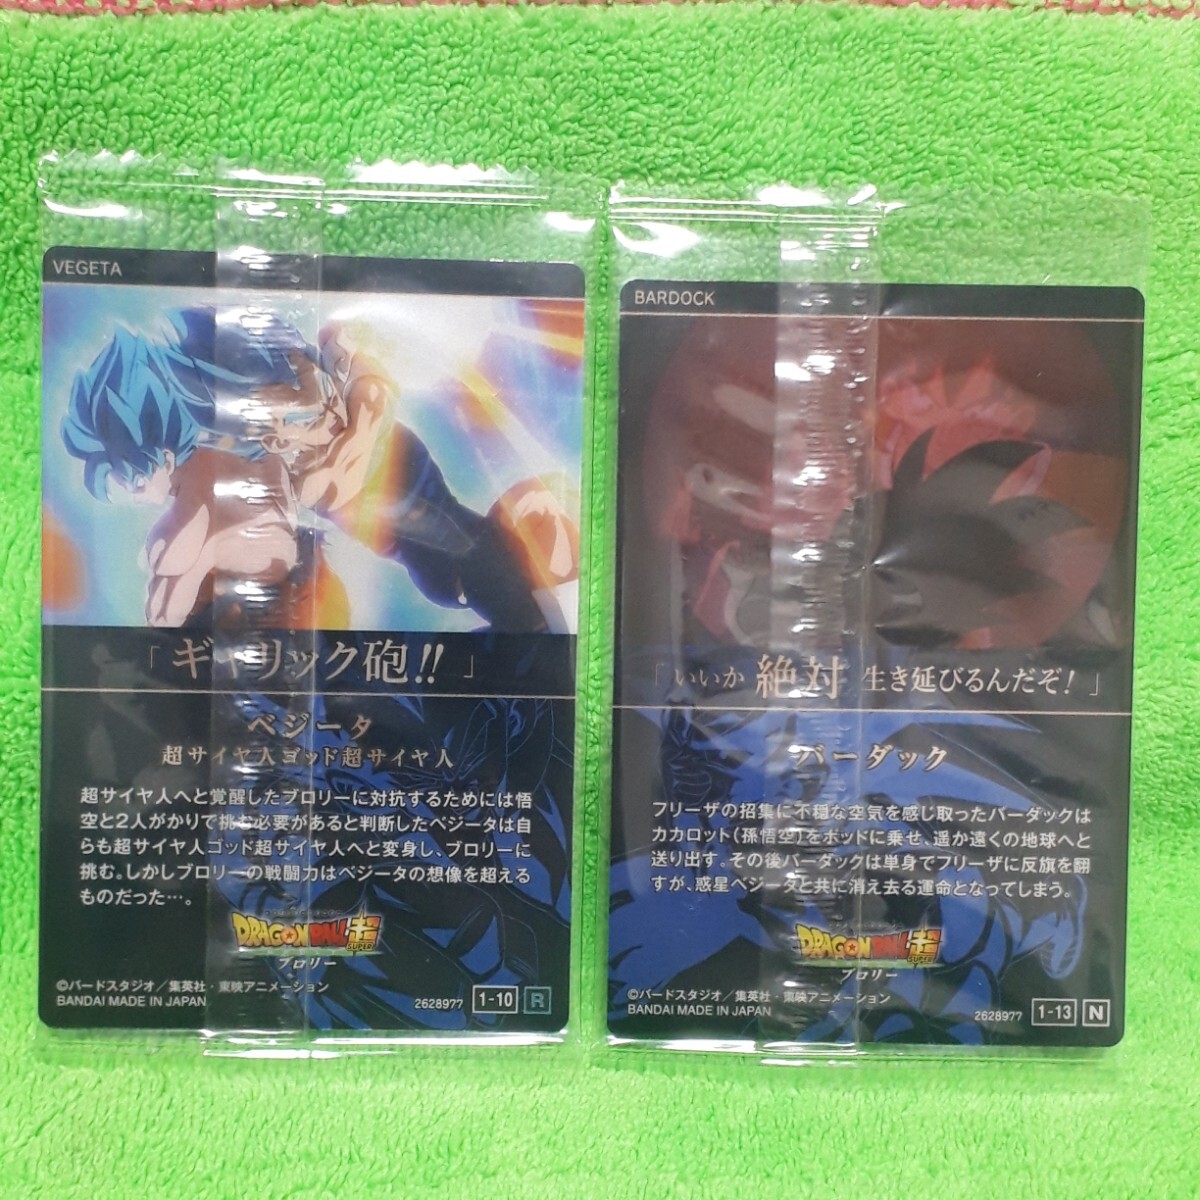 VEGETA
「ギャリック砲!!」
ベジータ
超サイヤ人ゴッド超サイヤ人
超サイヤ人へと覚醒したブロリーに対抗するためには悟
空と2人がかりで挑む必要があると判断したベジータは自
らも超サイヤ人ゴッド超サイヤ人へと変身し、ブロリーに
挑む。しかしブロリーの戦闘力はベジータの想像を超える
ものだった…。
DRAGON BALL超
SUPER
ブロリー
©バードスタジオ／集英社・東映アニメーション
BANDAI MADE IN JAPAN
2628977 1-10 R
BARDOCK
「いいか 絶対 生き延びるんだぞ!」
バーダック
フリーザの招集に不穏な空気を感じ取ったバーダックは
カカロット(孫悟空)をポッドに乗せ、遥か遠くの地球へと
送り出す。その後バーダックは単身でフリーザに反旗を翻
すが、惑星ベジータと共に消え去る運命となってしまう。
DRAGON BALL超
SUPER
ブロリー
©バードスタジオ／集英社・東映アニメーション
BANDAI MADE IN JAPAN
2628977 1-13 N